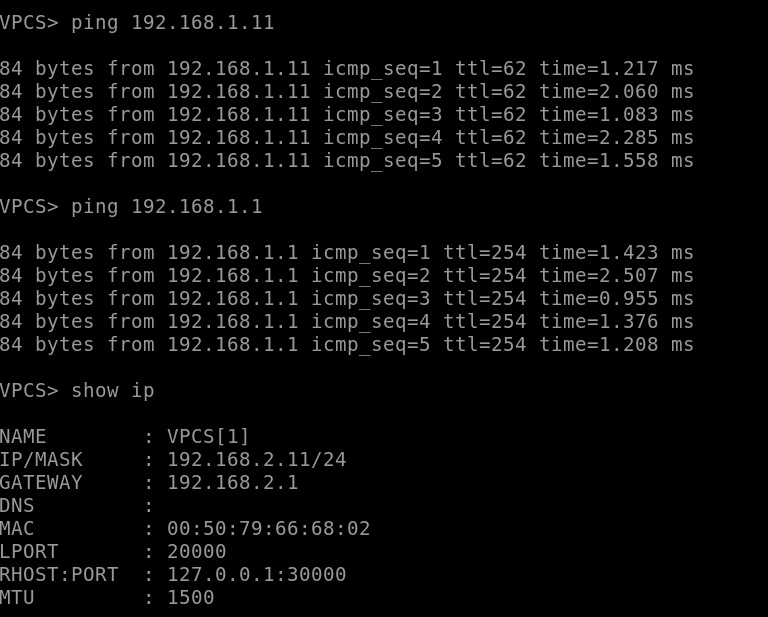 VPCS> ping 192.168.1.11
84 bytes from 192.168.1.11 icmp_seq=1 ttl=62 time=1.217 ms
84 bytes from 192.168.1.11 icmp_seq=2 ttl=62 time=2.060 ms
84 bytes from 192.168.1.11 icmp_seq=3 ttl=62 time=1.083 ms
84 bytes from 192.168.1.11 icmp_seq=4 ttl=62 time=2.285 ms
84 bytes from 192.168.1.11 icmp_seq=5 ttl=62 time=1.558 ms
VPCS> ping 192.168.1.1
84 bytes from 192.168.1.1 icmp_seq=1 ttl=254 time=1.423 ms
84 bytes from 192.168.1.1 icmp_seq=2 ttl=254 time=2.507 ms
84 bytes from 192.168.1.1 icmp_seq=3 ttl=254 time=0.955 ms
84 bytes from 192.168.1.1 icmp_seq=4 ttl=254 time=1.376 ms
84 bytes from 192.168.1.1 icmp_seq=5 ttl=254 time=1.208 ms
VPCS> show ip
NAME        : VPCS[1]
IP/MASK     : 192.168.2.11/24
GATEWAY     : 192.168.2.1
DNS         :
MAC         : 00:50:79:66:68:02
LPORT       : 20000
RHOST:PORT  : 127.0.0.1:30000
MTU         : 1500